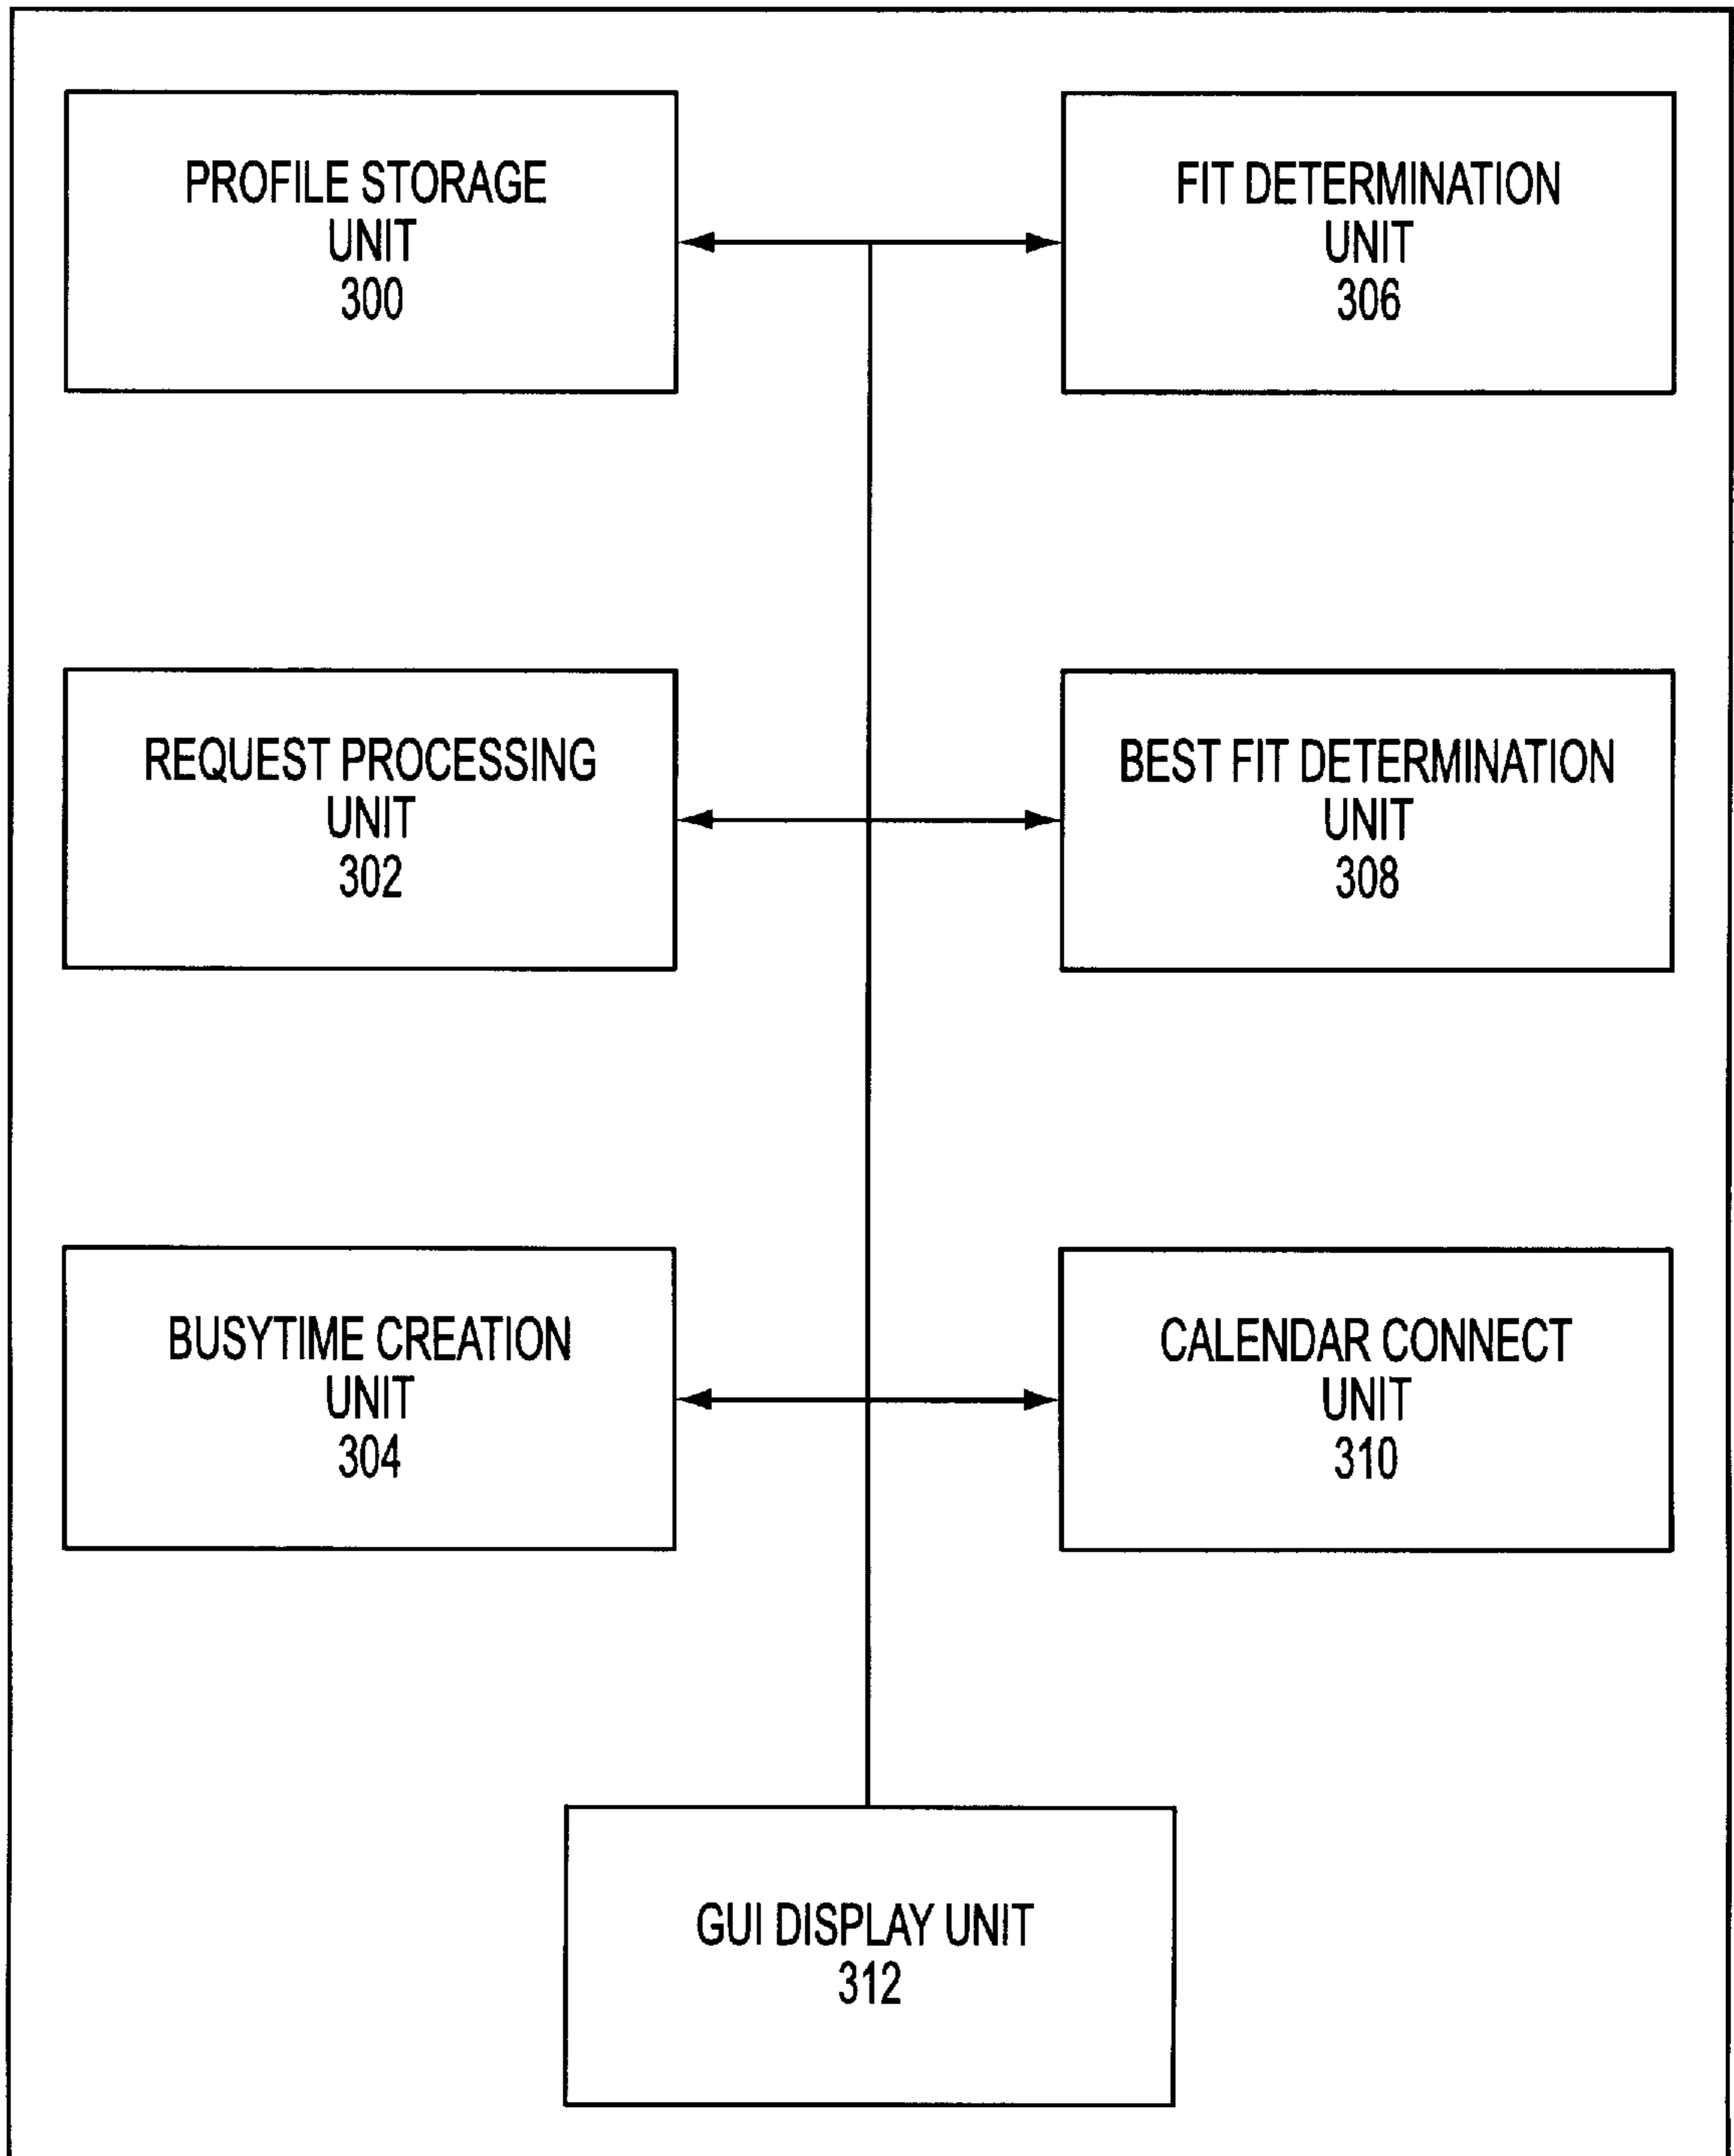 PROFILE STORAGE
UNIT
300
FIT DETERMINATION
UNIT
306
REQUEST PROCESSING
UNIT
302
BEST FIT DETERMINATION
UNIT
308
BUSYTIME CREATION
UNIT
304
CALENDAR CONNECT
UNIT
310
GUI DISPLAY UNIT
312